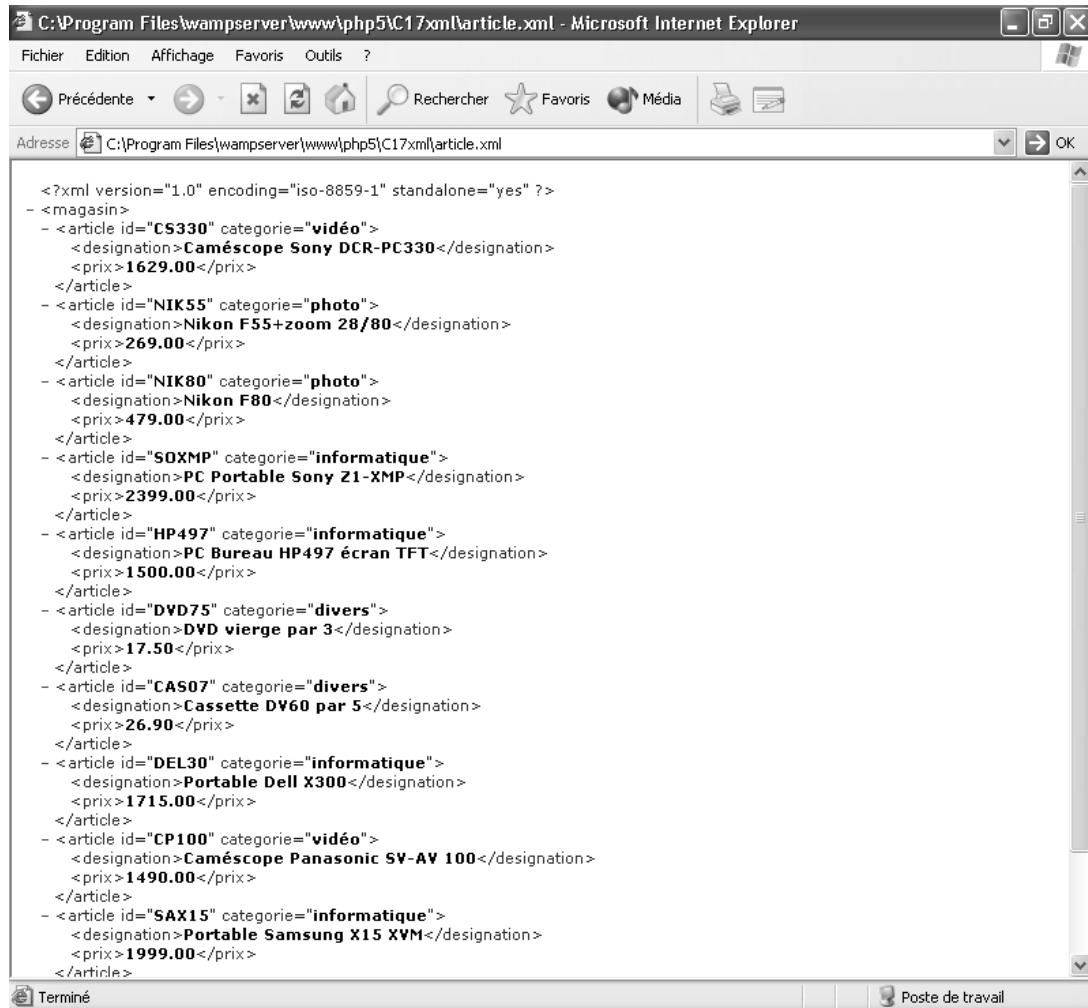 C:\Program Files\wampserver\www\php5\C17xml\article.xml - Microsoft Internet Explorer
Fichier Edition Affichage Favoris Outils ?
Précédente Rechercher Favoris Média
Adresse C:\Program Files\wampserver\www\php5\C17xml\article.xml OK
<?xml version="1.0" encoding="iso-8859-1" standalone="yes" ?>
- <magasin>
- <article id="CS330" categorie="vidéo">
<designation>Caméscope Sony DCR-PC330</designation>
<prix>1629.00</prix>
</article>
- <article id="NIK55" categorie="photo">
<designation>Nikon F55+zoom 28/80</designation>
<prix>269.00</prix>
</article>
- <article id="NIK80" categorie="photo">
<designation>Nikon F80</designation>
<prix>479.00</prix>
</article>
- <article id="SOXMP" categorie="informatique">
<designation>PC Portable Sony Z1-XMP</designation>
<prix>2399.00</prix>
</article>
- <article id="HP497" categorie="informatique">
<designation>PC Bureau HP497 écran TFT</designation>
<prix>1500.00</prix>
</article>
- <article id="DVD75" categorie="divers">
<designation>DVD vierge par 3</designation>
<prix>17.50</prix>
</article>
- <article id="CAS07" categorie="divers">
<designation>Cassette DV60 par 5</designation>
<prix>26.90</prix>
</article>
- <article id="DEL30" categorie="informatique">
<designation>Portable Dell X300</designation>
<prix>1715.00</prix>
</article>
- <article id="CP100" categorie="vidéo">
<designation>Caméscope Panasonic SV-AV 100</designation>
<prix>1490.00</prix>
</article>
- <article id="SAX15" categorie="informatique">
<designation>Portable Samsung X15 XVM</designation>
<prix>1999.00</prix>
</article>
Terminé Poste de travail